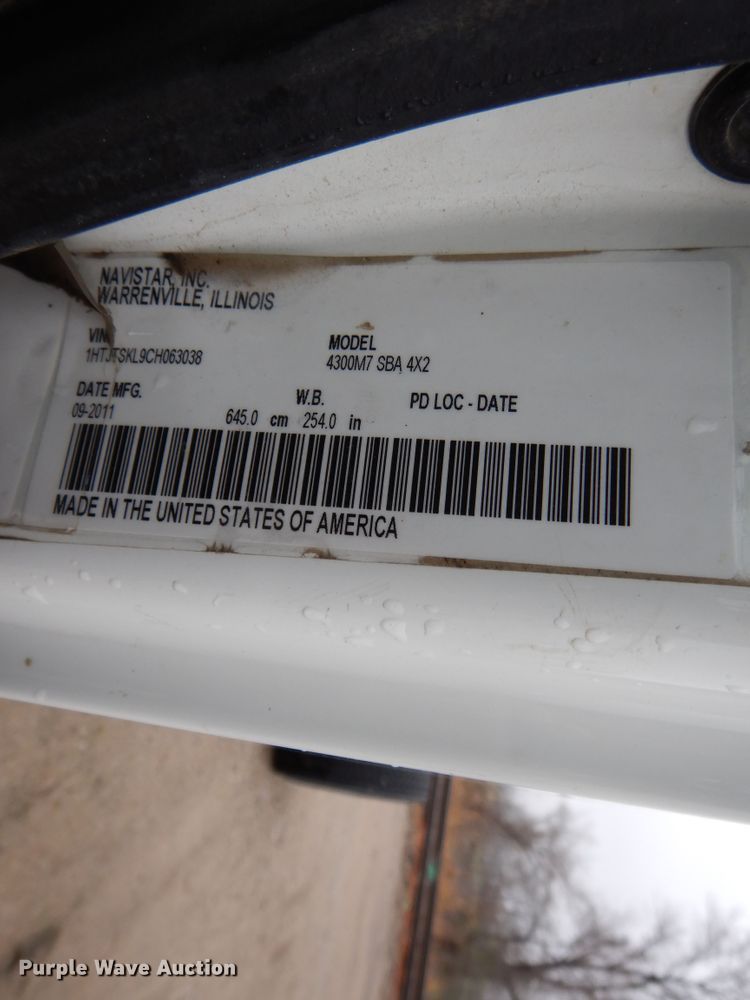 NAVISTAR, INC.
WARRENVILLE, ILLINOIS
VIN
1HTJTSKL9CH063038
MODEL
4300M7 SBA 4X2
DATE MFG.
09-2011
W.B.
645.0 cm 254.0 in
PD LOC - DATE
MADE IN THE UNITED STATES OF AMERICA
Purple Wave Auction